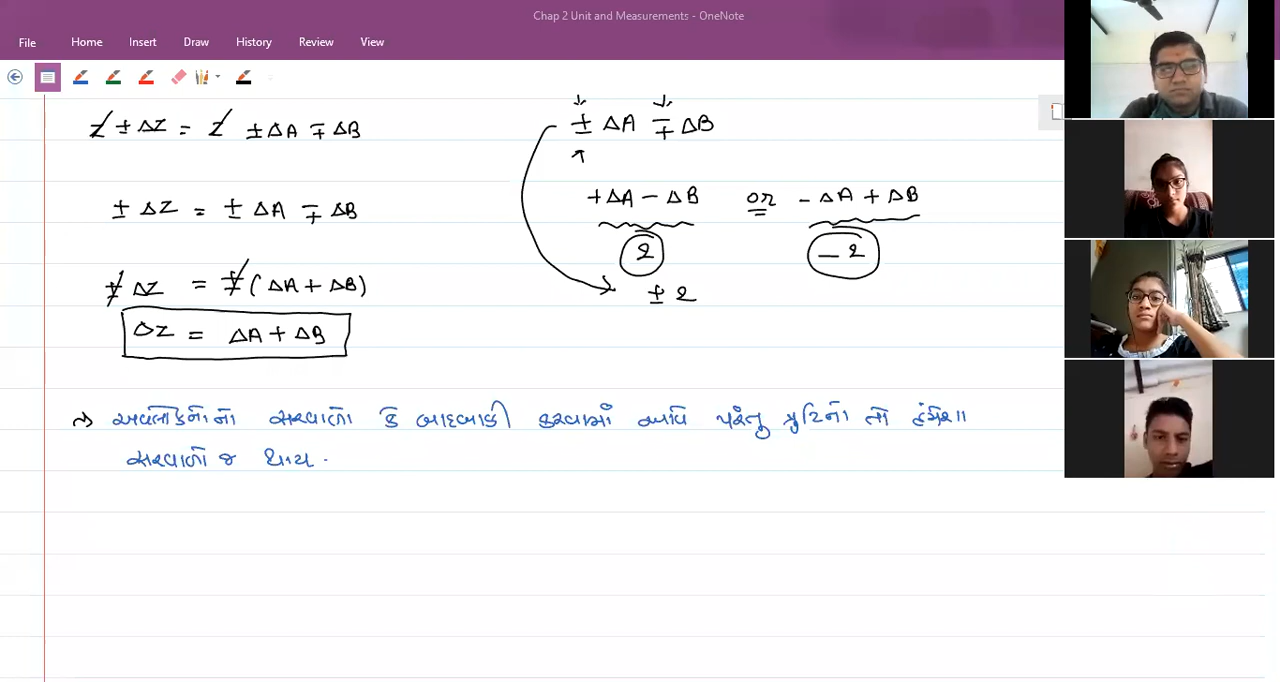 Chap 2 Unit and Measurements - OneNote
File Home Insert Draw History Review View
Z ± ΔZ = Z ± ΔA ∓ ΔB
± ΔZ = ± ΔA ∓ ΔB
± ΔZ = ± (ΔA + ΔB)
ΔZ = ΔA + ΔB
± ΔA ∓ ΔB
+ΔA − ΔB or − ΔA + ΔB
2 − 2
± 2
→ અવલોકનોના સરવાળા કે બાદબાકી કરવામાં આવે પરંતુ ત્રુટિનો તો હંમેશા
સરવાળો જ થાય.